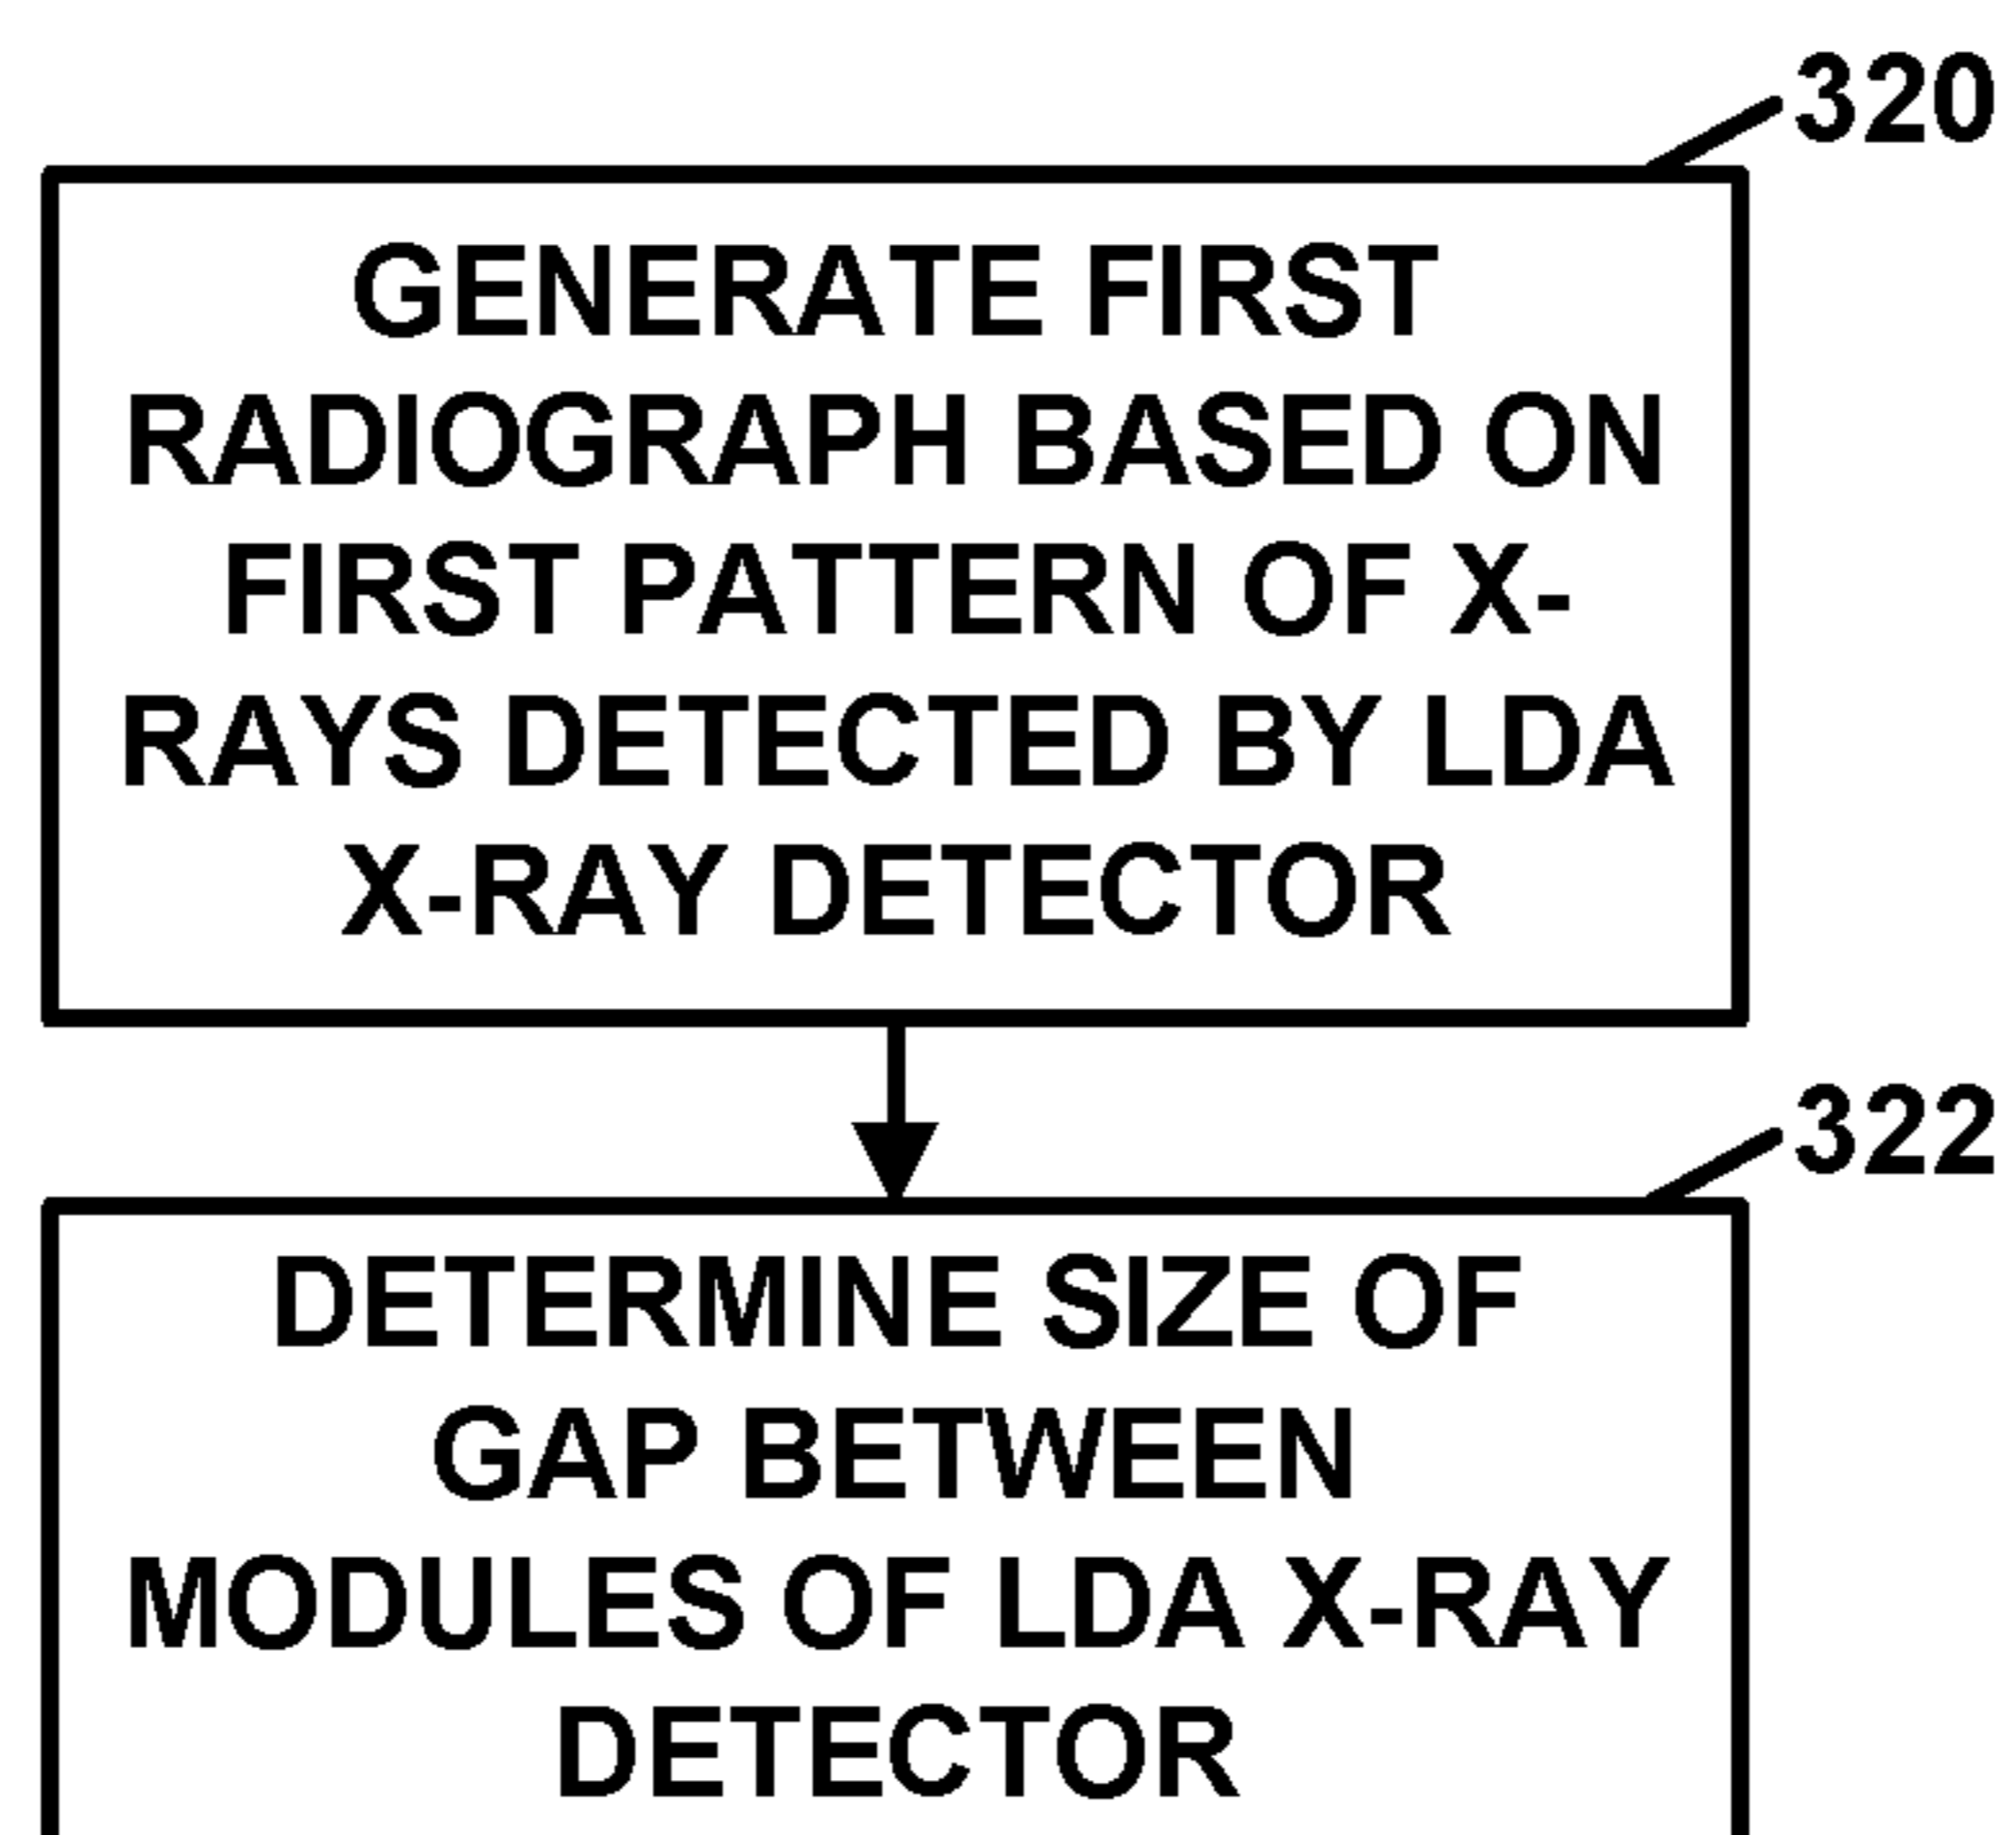 320
GENERATE FIRST
RADIOGRAPH BASED ON
FIRST PATTERN OF X-
RAYS DETECTED BY LDA
X-RAY DETECTOR
322
DETERMINE SIZE OF
GAP BETWEEN
MODULES OF LDA X-RAY
DETECTOR